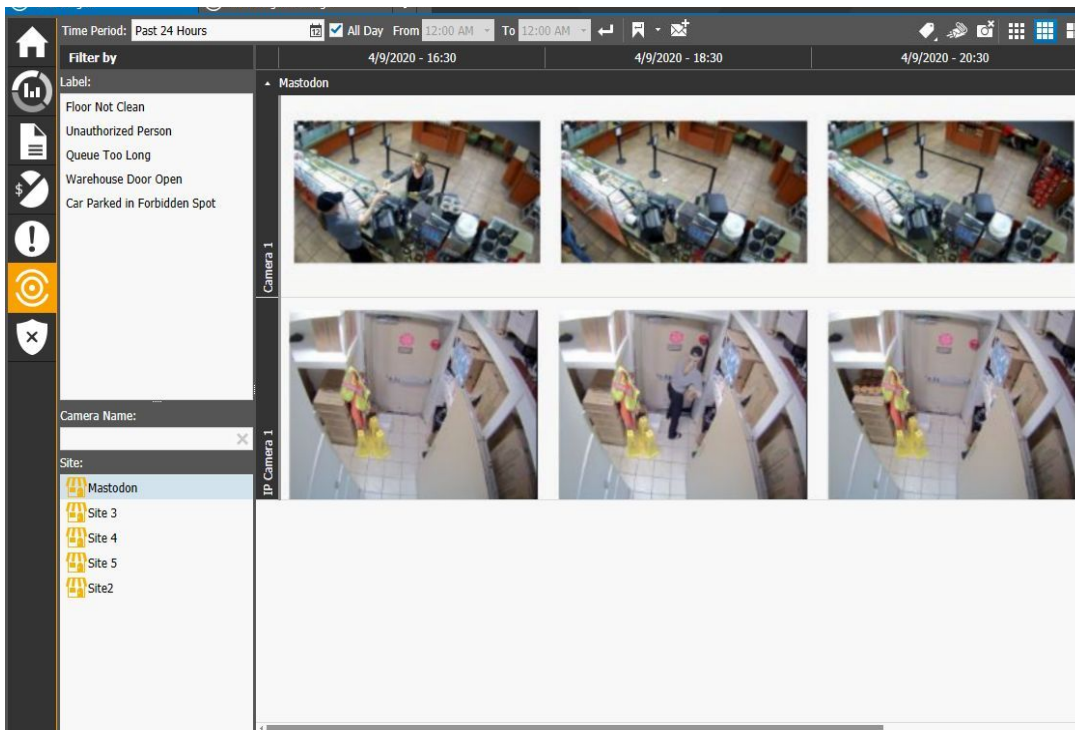 Time Period: Past 24 Hours 12 All Day From 12:00 AM To 12:00 AM
Filter by
4/9/2020 - 16:30
4/9/2020 - 18:30
4/9/2020 - 20:30
Label:
Mastodon
Floor Not Clean
Unauthorized Person
Queue Too Long
Warehouse Door Open
Car Parked in Forbidden Spot
Camera 1
Camera Name:
IP Camera 1
Site:
Mastodon
Site 3
Site 4
Site 5
Site2